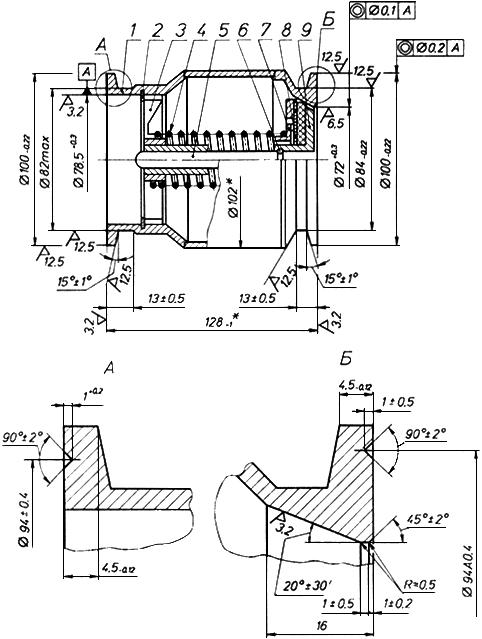 ◎ Ø0.1 A
◎ Ø0.2 A
А 1 2 3 4 5 6 7 8 9 Б
A
12.5
12.5
3.2
6.5
Ø100-0.22
Ø82max
Ø78.5-0.3
Ø102*
Ø72-0.3
Ø84-0.22
Ø100-0.22
12.5
12.5
12.5
12.5
15°±1°
15°±1°
13±0.5
13±0.5
3.2
128-1*
3.2
А
Б
1+0.2
4.5-0.12
1±0.5
90°±2°
90°±2°
Ø94±0.4
3.2
45°±2°
Ø94A0.4
4.5-0.12
20°±30'
R=0.5
1±0.5
1±0.2
16